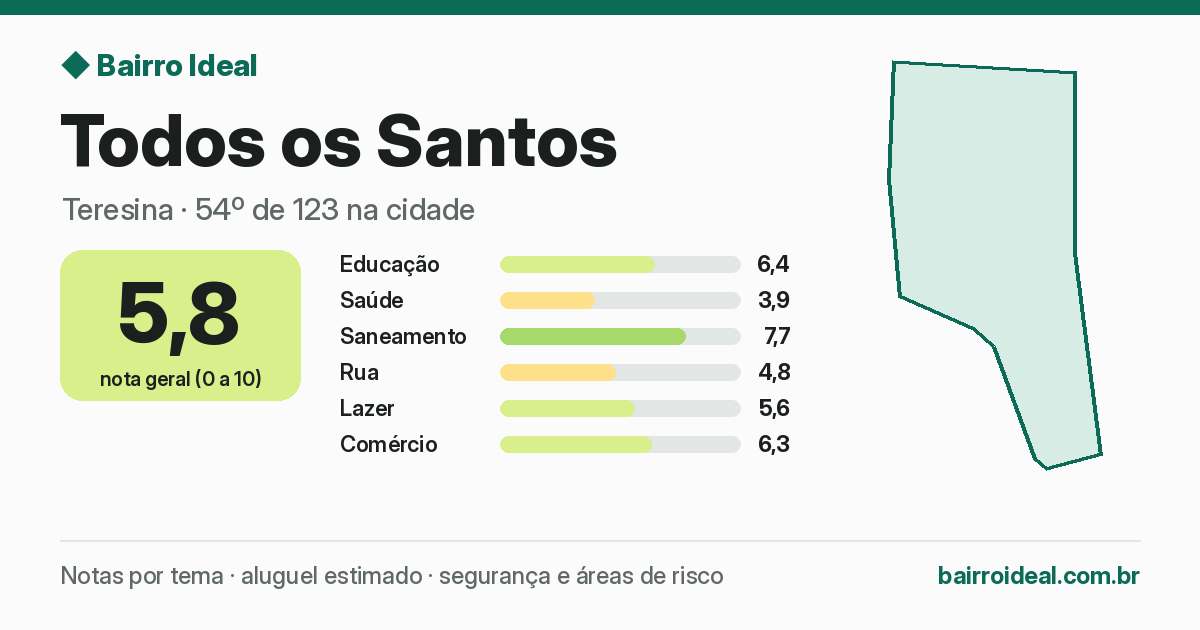 Bairro Ideal
Todos os Santos
Teresina · 54º de 123 na cidade
5,8
nota geral (0 a 10)
Educação 6,4
Saúde 3,9
Saneamento 7,7
Rua 4,8
Lazer 5,6
Comércio 6,3
Notas por tema · aluguel estimado · segurança e áreas de risco
bairroideal.com.br